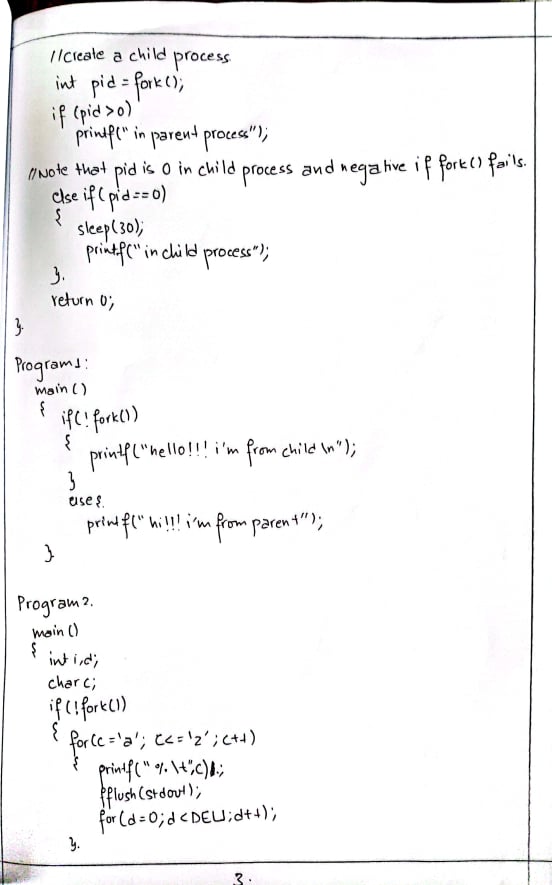 //create a child process
int pid = fork();
if (pid>0)
printf(" in parent process");
//Note that pid is 0 in child process and negative if fork() fails.
else if(pid==0)
{
sleep(30);
printf("in child process");
}.
return 0;
}.
Program1:
main()
{
if(!fork())
{
printf("hello!!! i'm from child \n");
}
else{
printf("hi!!! i'm from parent");
}
Program2.
main()
{
int i,d;
char c;
if(!fork())
{
for(c='a'; c<='z'; c++)
{
printf("%\t",c);
fflush(stdout);
for(d=0;d<DELI;d++);
}.
3.